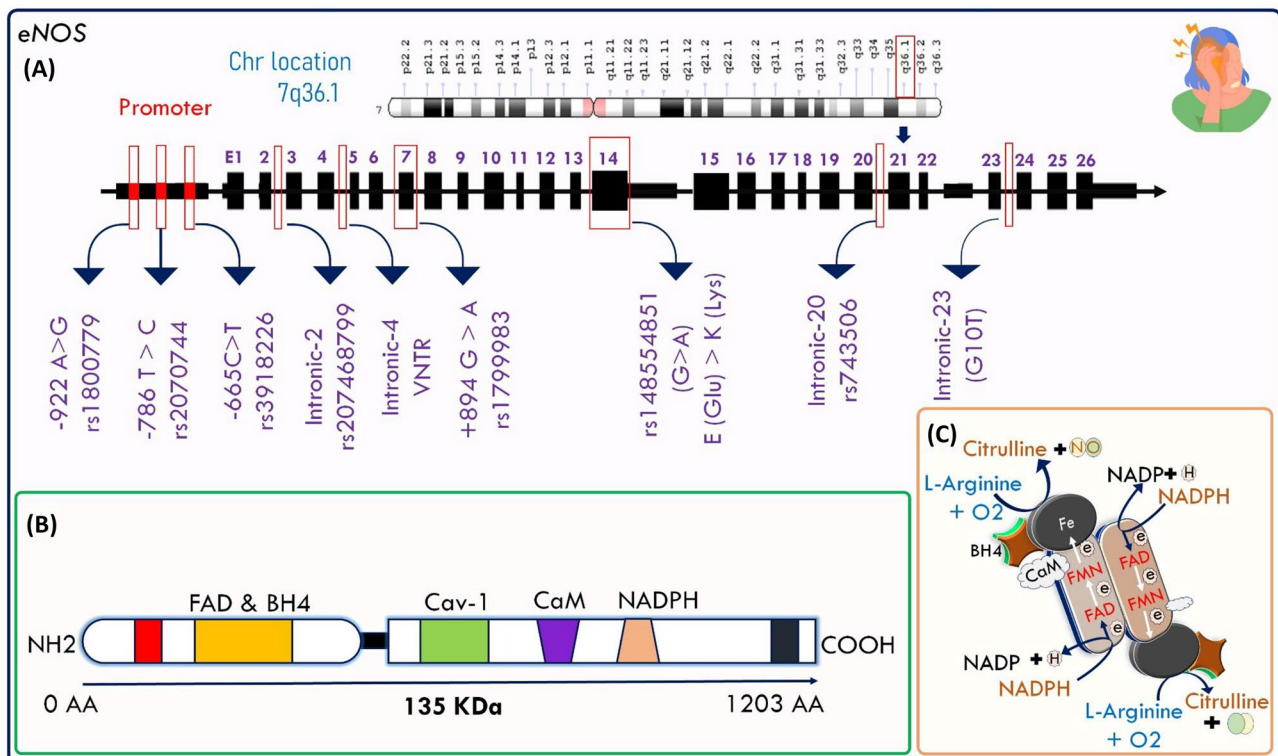 eNOS
(A)
Chr location
7q36.1
p22.2
p21.3
p21.2
p15.3
p15.2
p14.3
p14.1
p13
p12.3
p12.1
p11.1
q11.21
q11.22
q11.23
q21.11
q21.12
q21.2
q22.1
q22.2
q31.1
q31.31
q31.33
q32.3
q33
q34
q35
q36.1
q36.2
q36.3
7
Promoter
E1 2 3 4 5 6 7 8 9 10 11 12 13 14 15 16 17 18 19 20 21 22 23 24 25 26
-922 A>G
rs1800779
-786 T > C
rs2070744
-665C>T
rs3918226
Intronic-2
rs207468799
Intronic-4
VNTR
+894 G > A
rs1799983
rs148554851
(G>A)
E (Glu) > K (Lys)
Intronic-20
rs743506
Intronic-23
(G10T)
(B)
FAD & BH4 Cav-1 CaM NADPH
NH2 COOH
0 AA 135 KDa 1203 AA
(C)
Citrulline + NO
L-Arginine
+ O2
NADP+ H
NADPH
Fe
BH4
CaM
FMN
FAD
e
e
e
FAD
FMN
e
e
e
NADP + H
NADPH
L-Arginine
+ O2
Citrulline
+